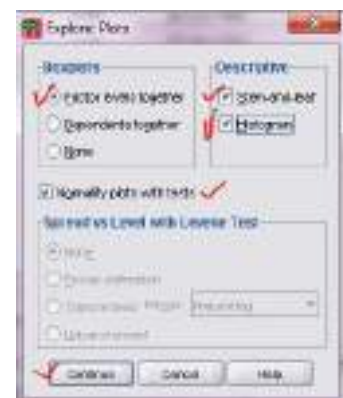 Explore: Plots
Boxplots
Factor levels together
Dependents together
None
Descriptive
Stem-and-leaf
Histogram
Normality plots with tests
Spread vs Level with Levene Test
None
Power estimation
Transformed Power:
Untransformed
Continue
Cancel
Help